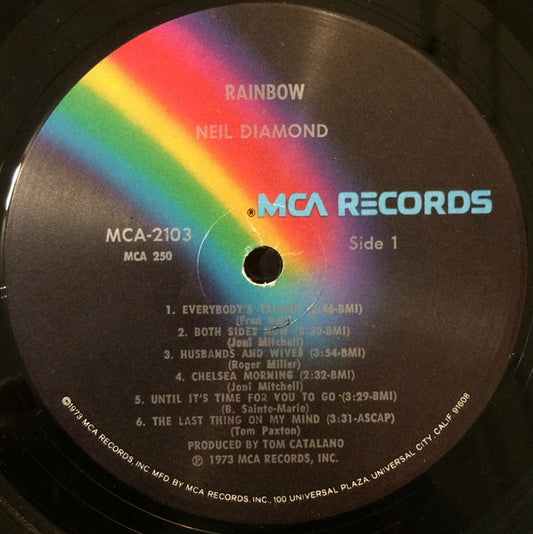 RAINBOW
NEIL DIAMOND
®MCA RECORDS
MCA-2103
MCA 250
Side 1
1. EVERYBODY'S (2:46-BMI)
(Fred
2. BOTH SIDES NOW (3:30-BMI)
(Joni Mitchell)
3. HUSBANDS AND WIVES (3:54-BMI)
(Roger Miller)
4. CHELSEA MORNING (2:32-BMI)
(Joni Mitchell)
5. UNTIL IT'S TIME FOR YOU TO GO (3:29-BMI)
(B. Sainte-Marie)
6. THE LAST THING ON MY MIND (3:31-ASCAP)
(Tom Paxton)
PRODUCED BY TOM CATALANO
℗ 1973 MCA RECORDS, INC.
©1973 MCA RECORDS, INC. MFD BY MCA RECORDS, INC., 100 UNIVERSAL PLAZA, UNIVERSAL CITY, CALIF. 91608